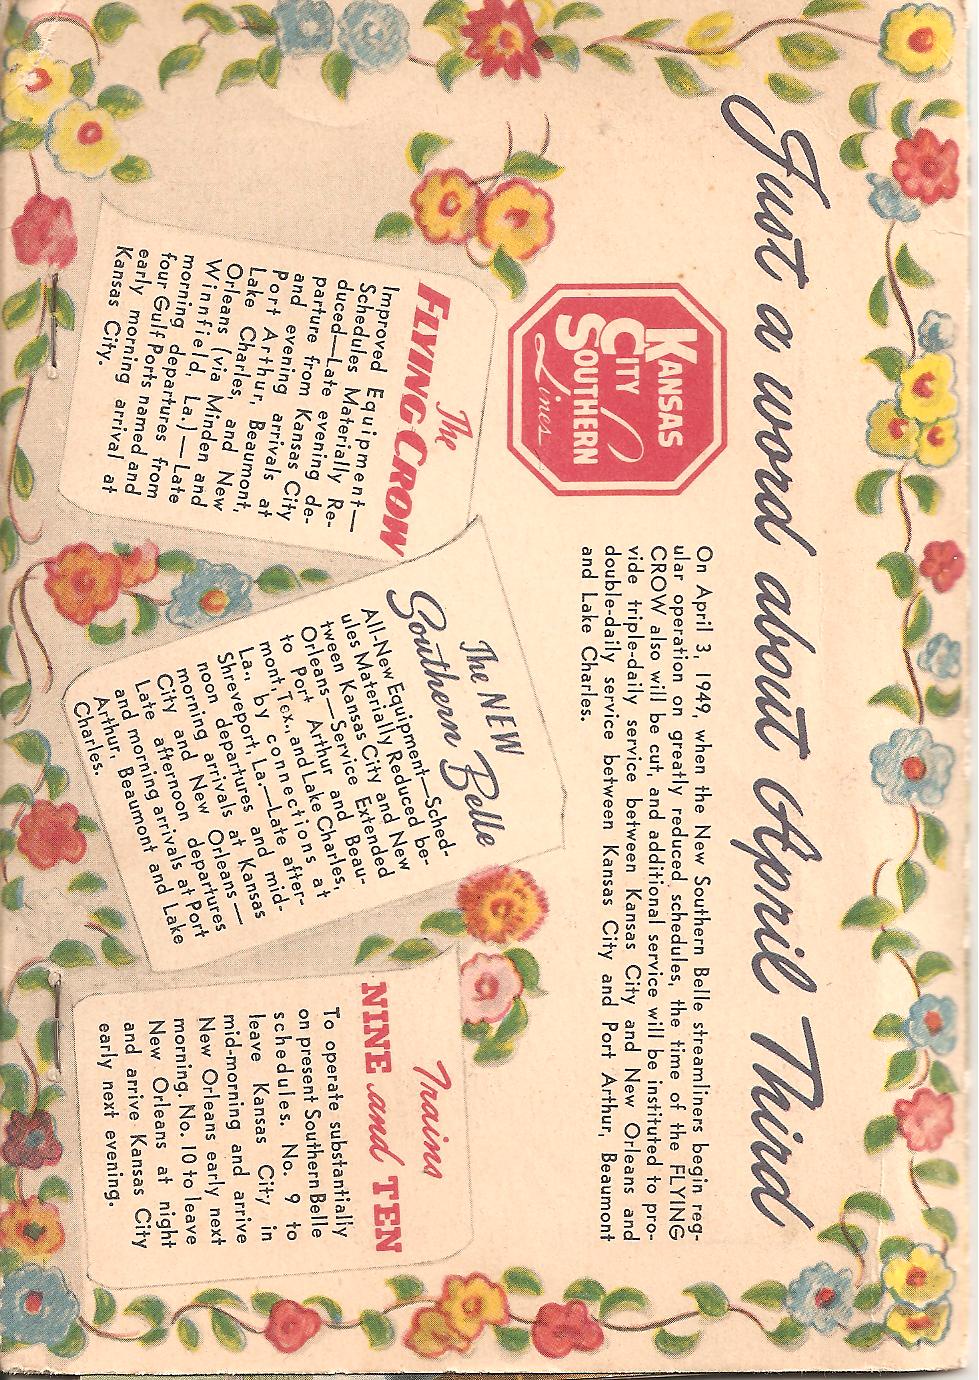 Just a word about April Third
KANSAS
CITY
SOUTHERN
Lines
On April 3, 1949, when the New Southern Belle streamliners begin reg-
ular operation on greatly reduced schedules, the time of the FLYING
CROW also will be cut, and additional service will be instituted to pro-
vide triple-daily service between Kansas City and New Orleans and
double-daily service between Kansas City and Port Arthur, Beaumont
and Lake Charles.
The
FLYING CROW
Improved Equipment—
Schedules Materially Re-
duced—Late evening de-
parture from Kansas City
and evening arrivals at
Port Arthur, Beaumont,
Lake Charles, and New
Orleans (via Minden and
Winnfield, La.)—Late
morning departures from
four Gulf Ports named and
early morning arrival at
Kansas City.
The NEW
Southern Belle
All-New Equipment—Sched-
ules Materially Reduced be-
tween Kansas City and New
Orleans—Service Extended
to Port Arthur and Beau-
mont, Tex., and Lake Charles,
La., by connections at
Shreveport, La.—Late after-
noon departures and mid-
morning arrivals at Kansas
City and New Orleans—
Late afternoon departures
and morning arrivals at Port
Arthur, Beaumont and Lake
Charles.
Trains
NINE and TEN
To operate substantially
on present Southern Belle
schedules. No. 9 to
leave Kansas City in
mid-morning and arrive
New Orleans early next
morning. No. 10 to leave
New Orleans at night
and arrive Kansas City
early next evening.